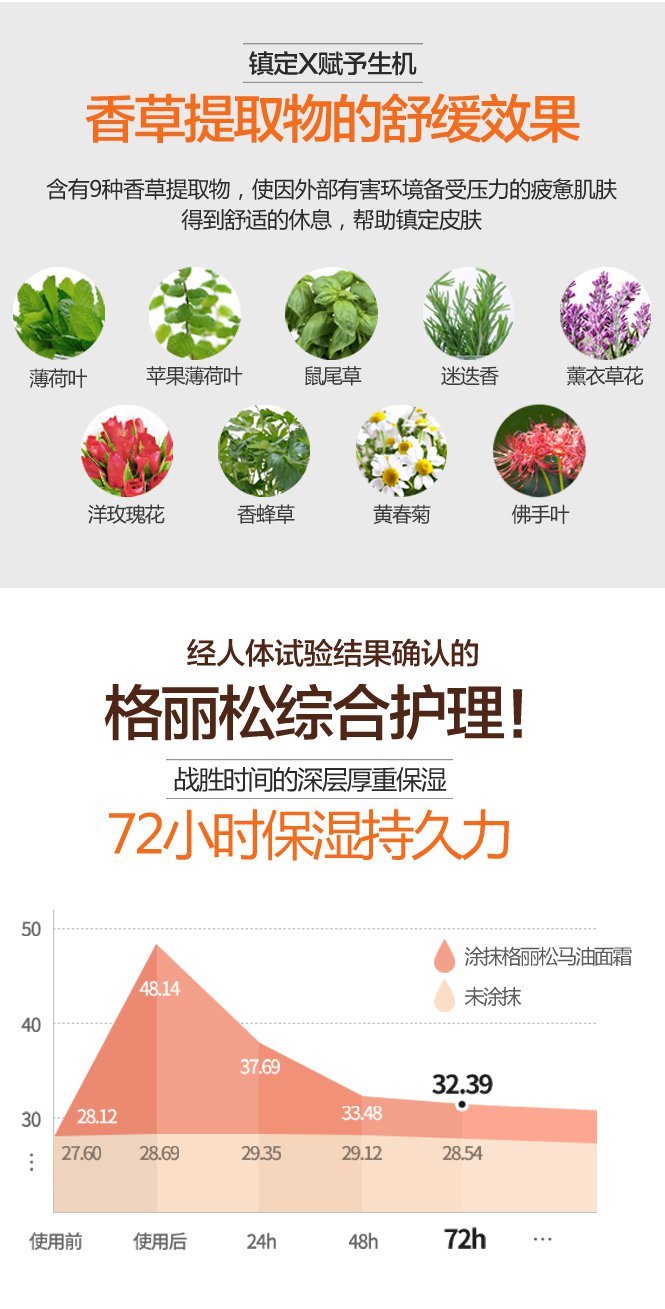 镇定X赋予生机
香草提取物的舒缓效果
含有9种香草提取物，使因外部有害环境备受压力的疲惫肌肤
得到舒适的休息，帮助镇定皮肤
薄荷叶
苹果薄荷叶
鼠尾草
迷迭香
薰衣草花
洋玫瑰花
香蜂草
黄春菊
佛手叶
经人体试验结果确认的
格丽松综合护理！
战胜时间的深层厚重保湿
72小时保湿持久力
50
40
30
⋮
涂抹格丽松马油面霜
未涂抹
48.14
37.69
32.39
33.48
28.12
27.60
28.69
29.35
29.12
28.54
使用前
使用后
24h
48h
72h
…